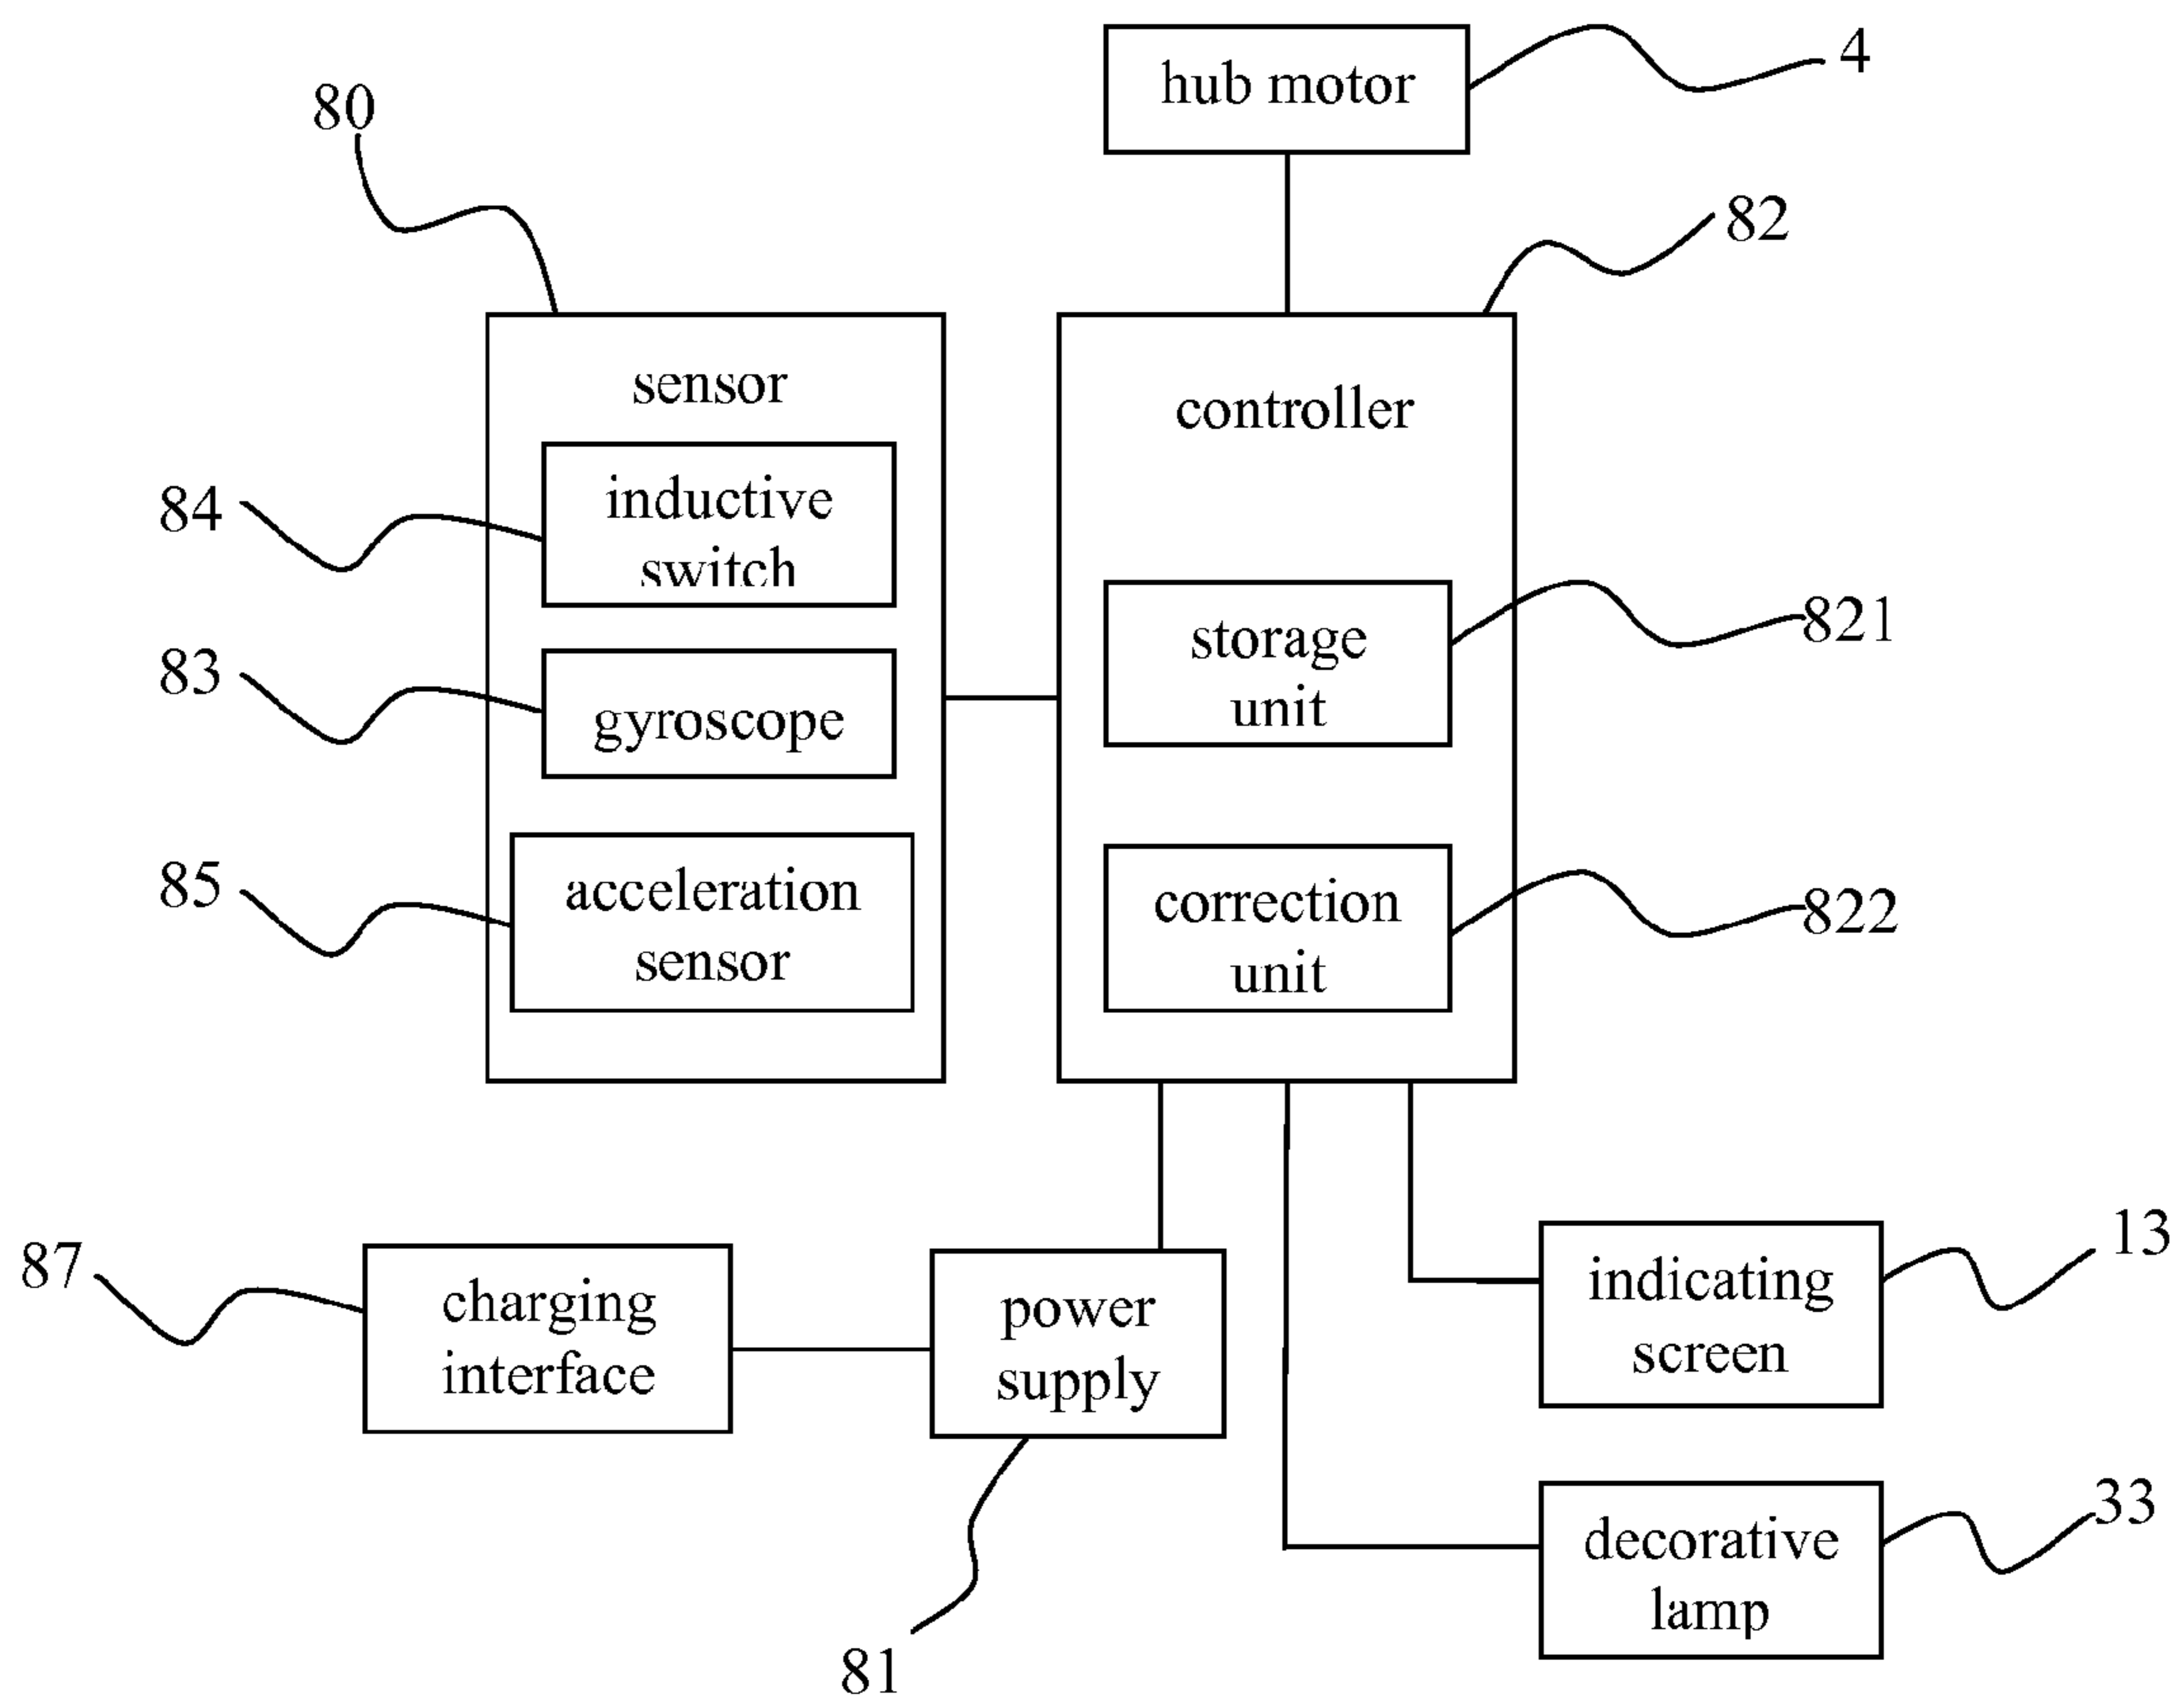 hub motor
4
80
82
sensor
controller
inductive
switch
84
storage
unit
821
gyroscope
83
acceleration
sensor
85
correction
unit
822
charging
interface
87
power
supply
81
indicating
screen
13
decorative
lamp
33